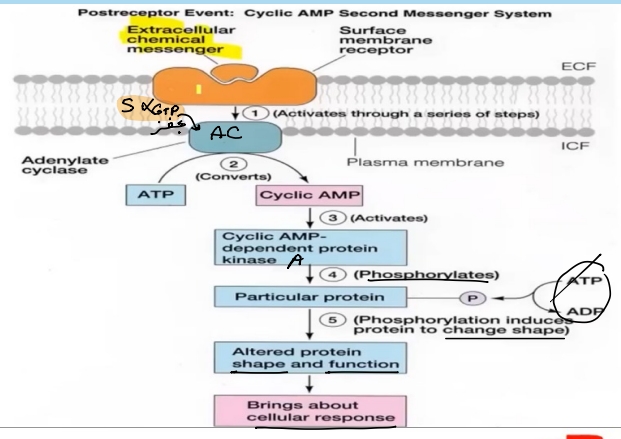 Postreceptor Event: Cyclic AMP Second Messenger System
Extracellular
chemical
messenger
Surface
membrane
receptor
ECF
I
S αGTP
يحفز
1 (Activates through a series of steps)
AC
ICF
Adenylate
cyclase
Plasma membrane
2
(Converts)
ATP
Cyclic AMP
3 (Activates)
Cyclic AMP-
dependent protein
kinase A
4 (Phosphorylates)
Particular protein
P
ATP
ADP
5 (Phosphorylation induces
protein to change shape)
Altered protein
shape and function
Brings about
cellular response